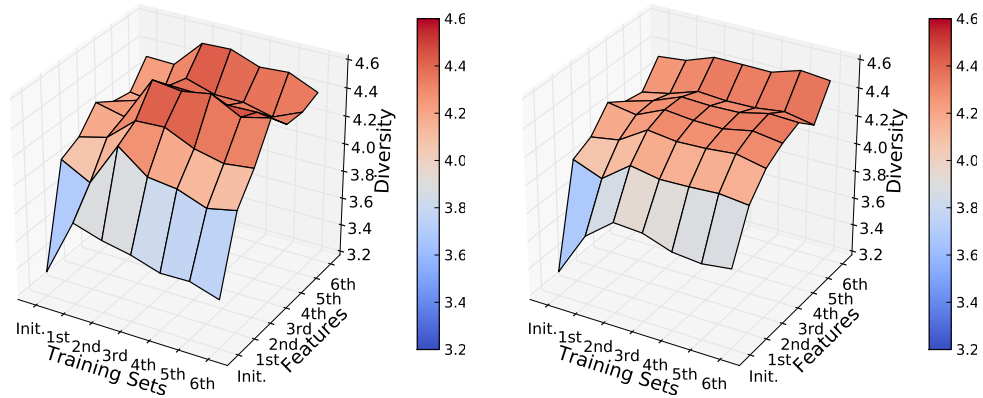 4.6
4.4
4.2
4.0
3.8
3.6
3.4
3.2
Diversity
Init.
1st
2nd
3rd
4th
5th
6th
Training Sets
Init.
1st
2nd
3rd
4th
5th
6th
Features
4.6
4.4
4.2
4.0
3.8
3.6
3.4
3.2
4.6
4.4
4.2
4.0
3.8
3.6
3.4
3.2
Diversity
Init.
1st
2nd
3rd
4th
5th
6th
Training Sets
Init.
1st
2nd
3rd
4th
5th
6th
Features
4.6
4.4
4.2
4.0
3.8
3.6
3.4
3.2